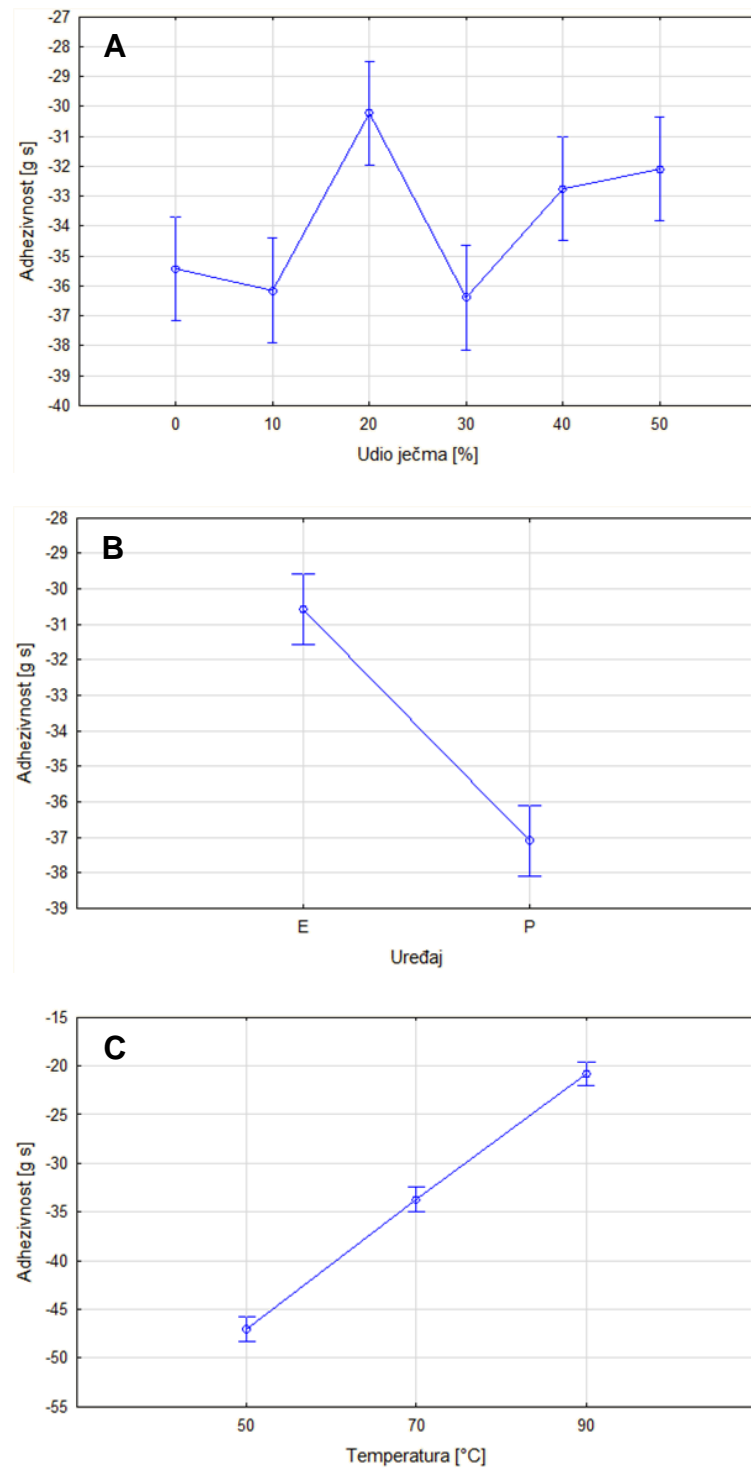 A
Adhezivnost [g s]
-27
-28
-29
-30
-31
-32
-33
-34
-35
-36
-37
-38
-39
-40
0 10 20 30 40 50
Udio ječma [%]
B
Adhezivnost [g s]
-28
-29
-30
-31
-32
-33
-34
-35
-36
-37
-38
-39
E P
Uređaj
C
Adhezivnost [g s]
-15
-20
-25
-30
-35
-40
-45
-50
-55
50 70 90
Temperatura [°C]